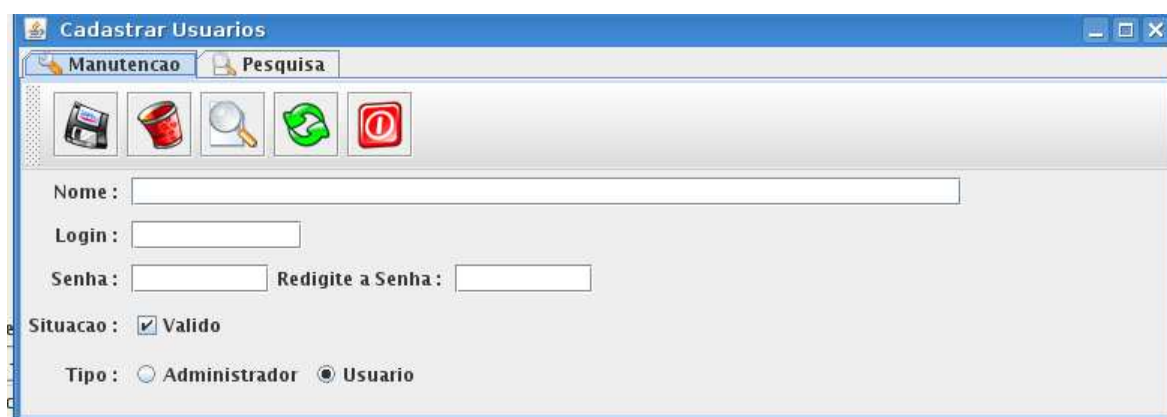 Cadastrar Usuarios
Manutencao Pesquisa
Nome :
Login :
Senha : Redigite a Senha :
Situacao : Valido
Tipo : Administrador Usuario